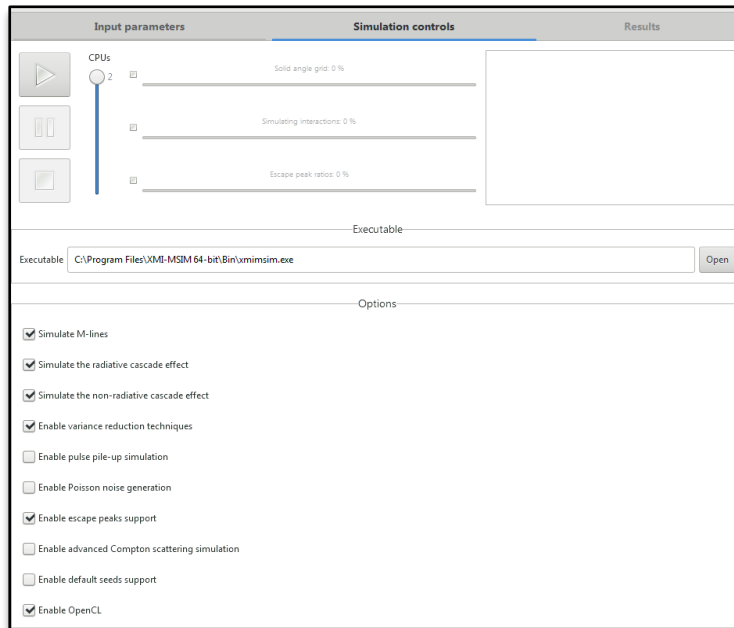 Input parameters
Simulation controls
Results
CPUs
2
Solid angle grid: 0 %
Simulating interactions: 0 %
Escape peak ratios: 0 %
Executable
Executable
C:\Program Files\XMI-MSIM 64-bit\Bin\xmimsim.exe
Open
Options
Simulate M-lines
Simulate the radiative cascade effect
Simulate the non-radiative cascade effect
Enable variance reduction techniques
Enable pulse pile-up simulation
Enable Poisson noise generation
Enable escape peaks support
Enable advanced Compton scattering simulation
Enable default seeds support
Enable OpenCL